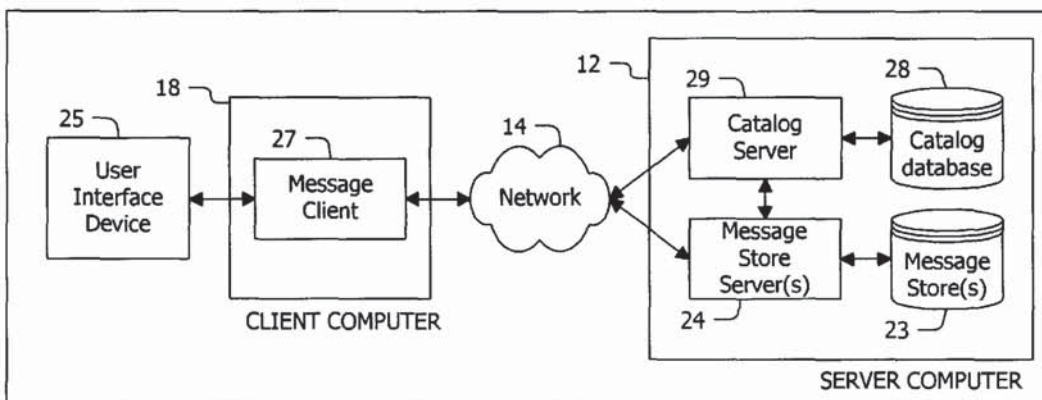 12
28
18
29
25
27
14
Catalog
Server
Catalog
database
User
Interface
Device
Message
Client
Network
Message
Store
Server(s)
Message
Store(s)
CLIENT COMPUTER
24
23
SERVER COMPUTER